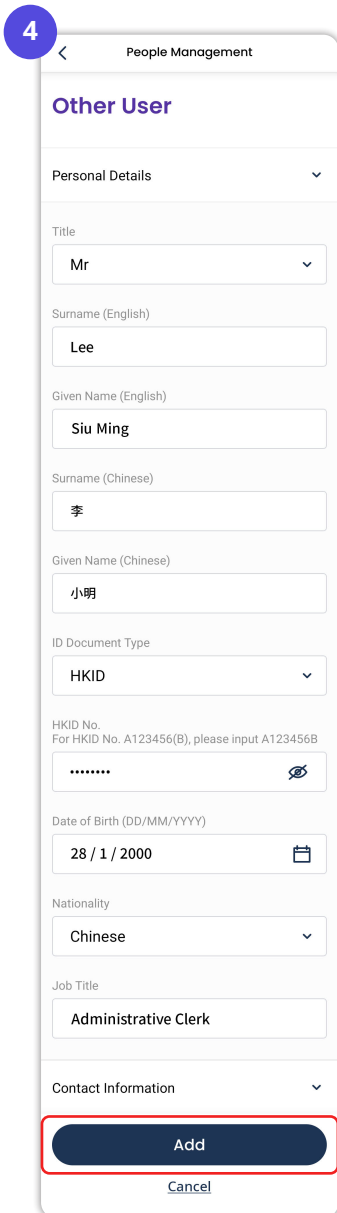 4
People Management
Other User
Personal Details
Title
Mr
Surname (English)
Lee
Given Name (English)
Siu Ming
Surname (Chinese)
李
Given Name (Chinese)
小明
ID Document Type
HKID
HKID No.
For HKID No. A123456(B), please input A123456B
••••••••
Date of Birth (DD/MM/YYYY)
28 / 1 / 2000
Nationality
Chinese
Job Title
Administrative Clerk
Contact Information
Add
Cancel